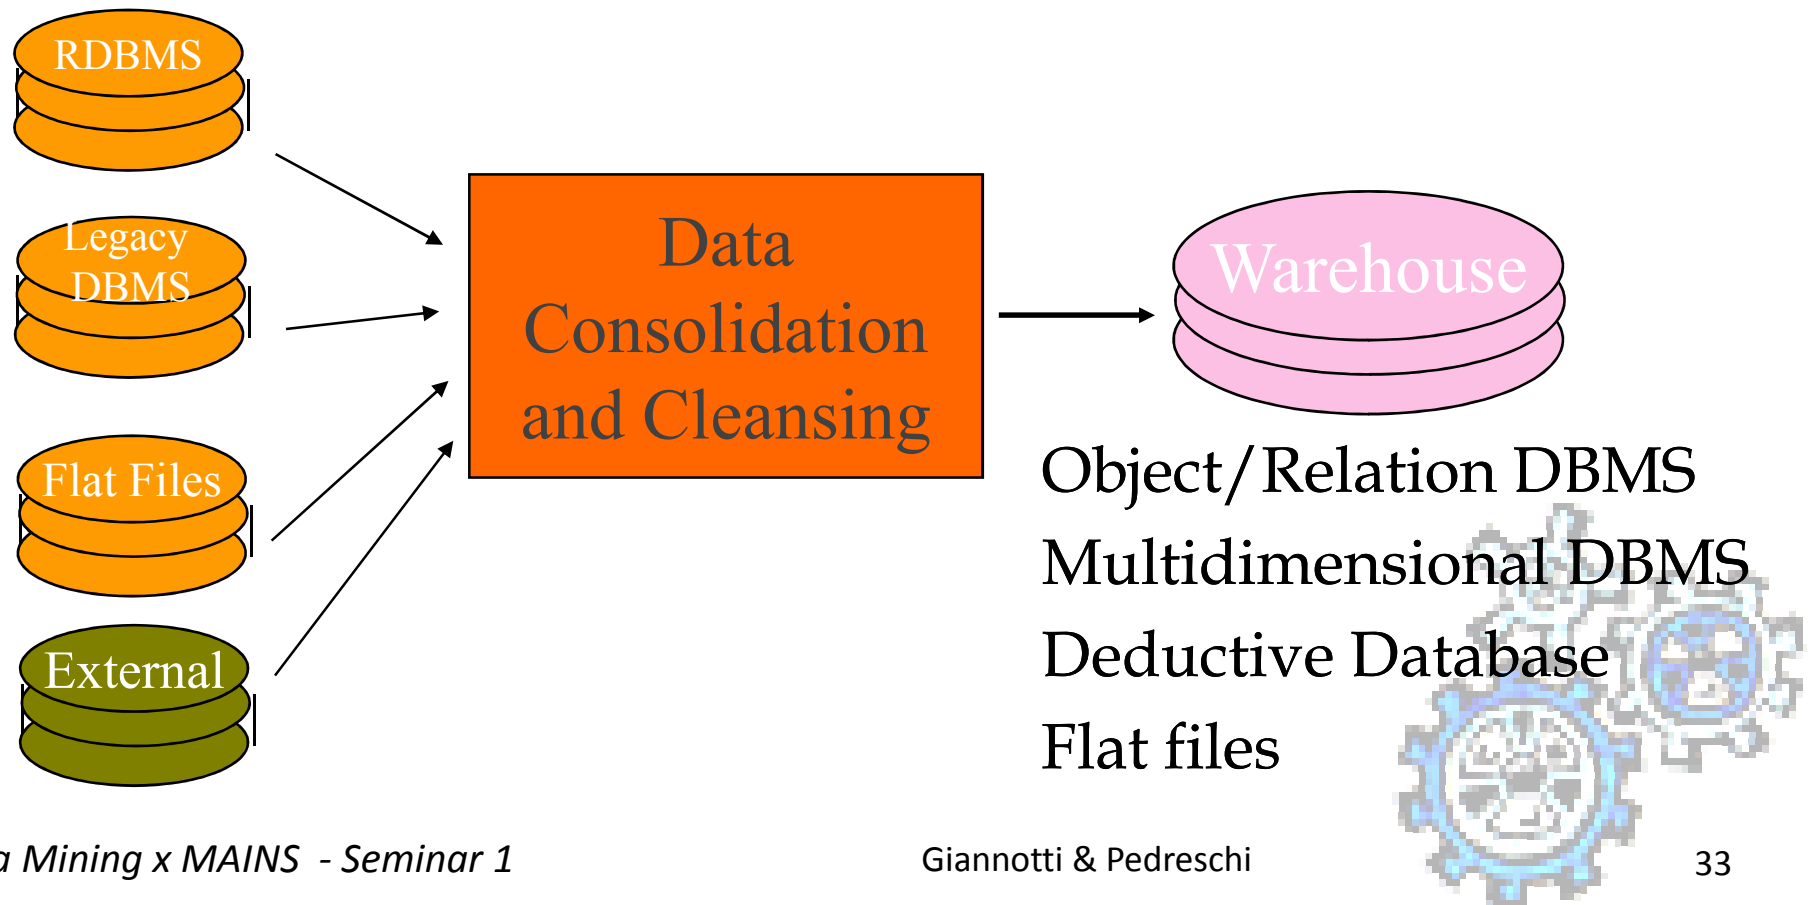 RDBMS
Legacy
DBMS
Flat Files
External
Data
Consolidation
and Cleansing
Warehouse
Object/Relation DBMS
Multidimensional DBMS
Deductive Database
Flat files
a Mining x MAINS - Seminar 1
Giannotti & Pedreschi
33